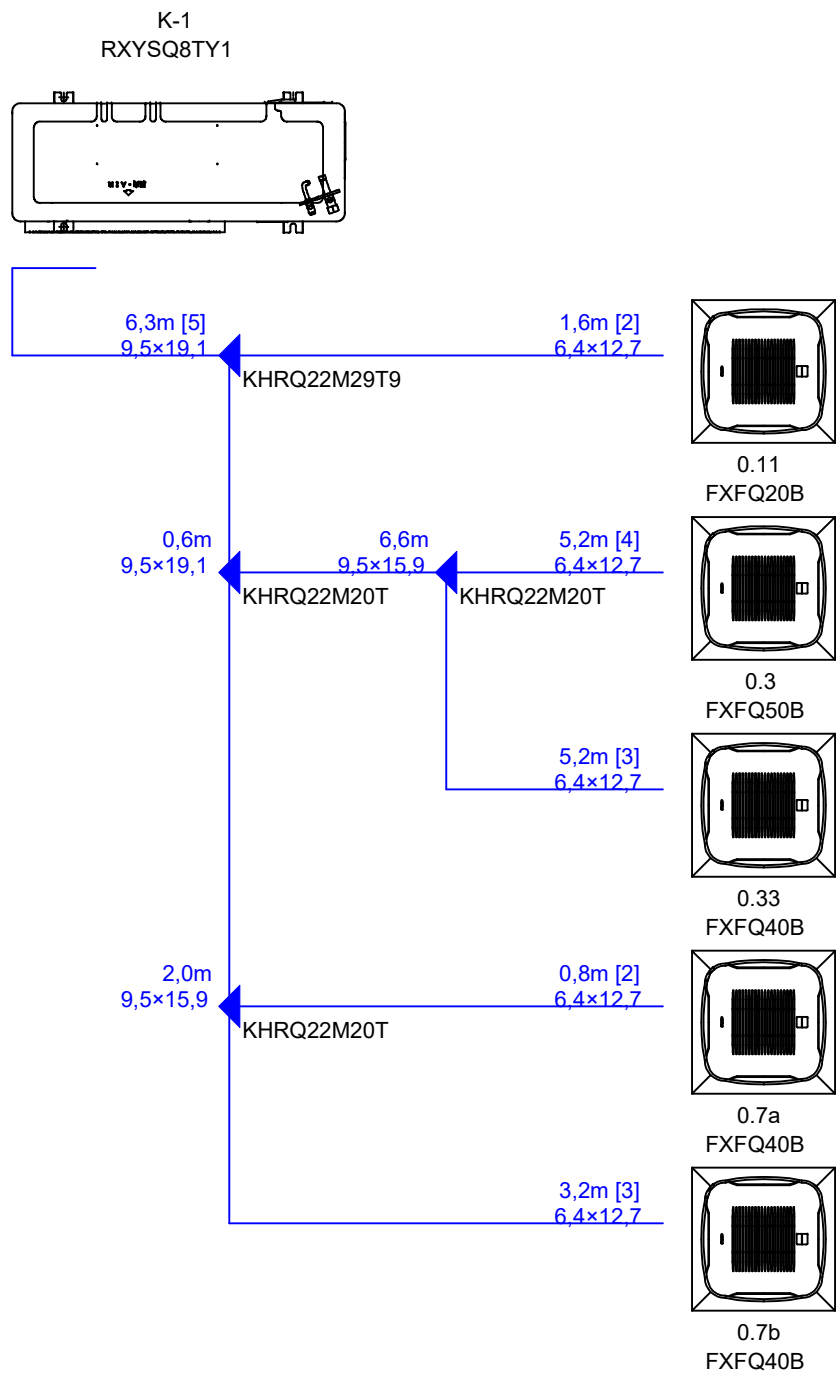 K-1
RXYSQ8TY1
6,3m [5]
9,5×19,1
KHRQ22M29T9
1,6m [2]
6,4×12,7
0.11
FXFQ20B
0,6m
9,5×19,1
KHRQ22M20T
6,6m
9,5×15,9
KHRQ22M20T
5,2m [4]
6,4×12,7
0.3
FXFQ50B
5,2m [3]
6,4×12,7
0.33
FXFQ40B
2,0m
9,5×15,9
KHRQ22M20T
0,8m [2]
6,4×12,7
0.7a
FXFQ40B
3,2m [3]
6,4×12,7
0.7b
FXFQ40B